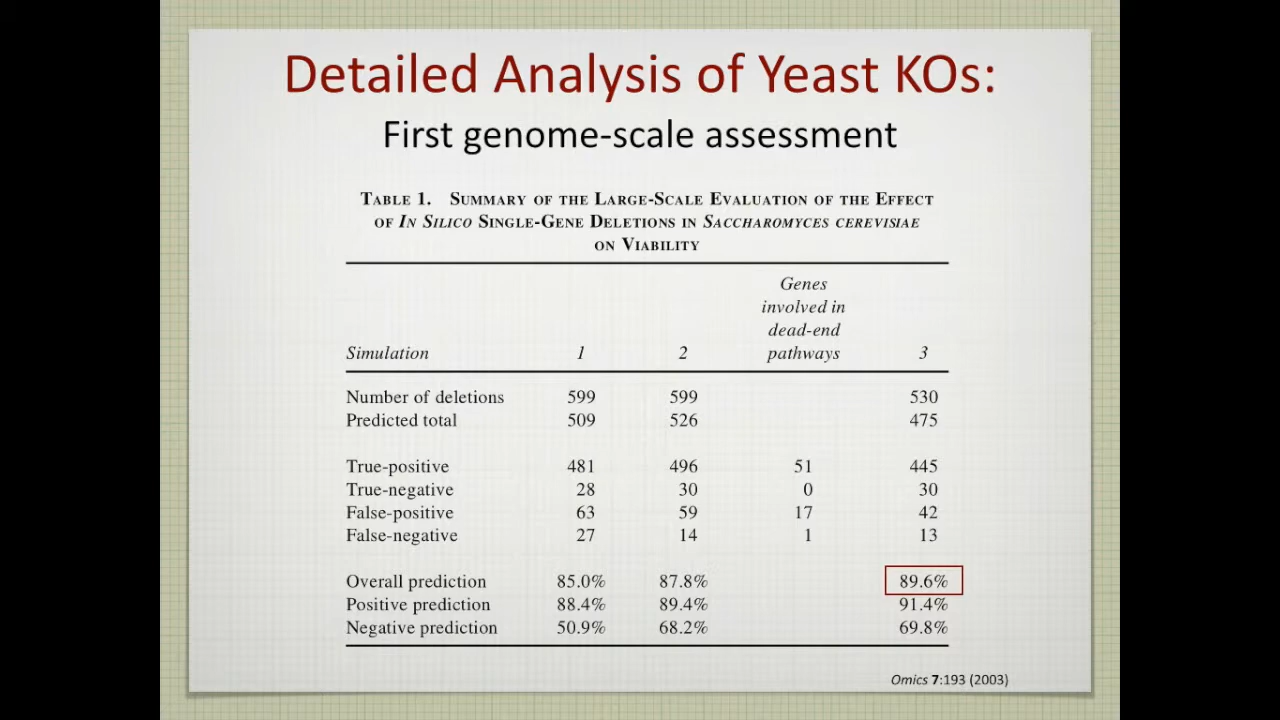 Detailed Analysis of Yeast KOs:
First genome-scale assessment
TABLE 1. SUMMARY OF THE LARGE-SCALE EVALUATION OF THE EFFECT
OF IN SILICO SINGLE-GENE DELETIONS IN SACCHAROMYCES CEREVISIAE
ON VIABILITY
Genes
involved in
dead-end
Simulation 1 2 pathways 3
Number of deletions 599 599 530
Predicted total 509 526 475
True-positive 481 496 51 445
True-negative 28 30 0 30
False-positive 63 59 17 42
False-negative 27 14 1 13
Overall prediction 85.0% 87.8% 89.6%
Positive prediction 88.4% 89.4% 91.4%
Negative prediction 50.9% 68.2% 69.8%
Omics 7:193 (2003)